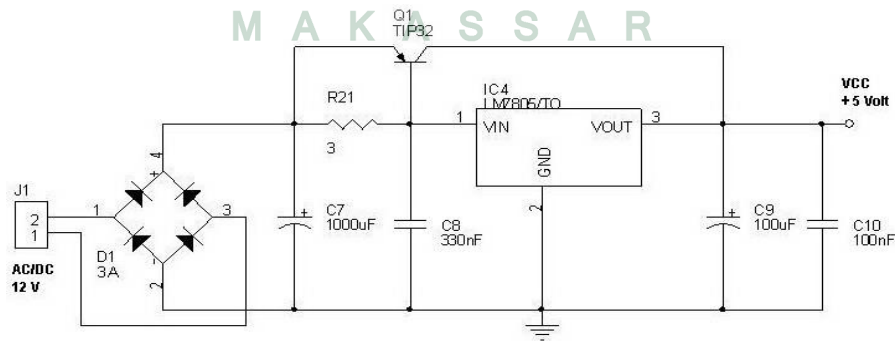 M A K A S S A R
Q1
TIP32
R21
3
IC4
LM7805/TO
1
VIN
VOUT
3
GND
2
VCC
+ 5 Volt
J1
2
1
AC/DC
12 V
1
4
+
3
-
2
D1
3A
C7
1000uF
+
C8
330nF
C9
100uF
+
C10
100nF